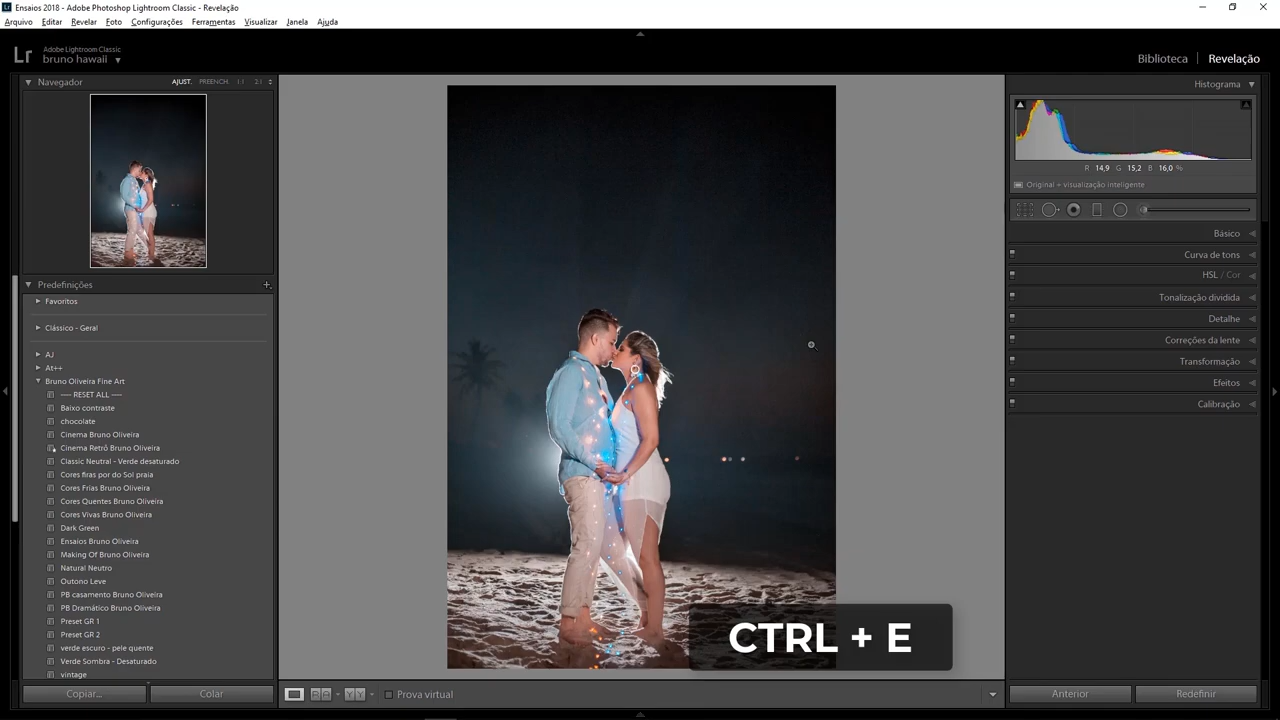 Ensaios 2018 - Adobe Photoshop Lightroom Classic - Revelação
Arquivo Editar Revelar Foto Configurações Ferramentas Visualizar Janela Ajuda
Lr
Adobe Lightroom Classic
bruno hawaii
Biblioteca | Revelação
Navegador AJUST. PREENCH. 1:1 2:1
Histograma
R 14,9 G 15,2 B 16,0 %
Original + visualização inteligente
Básico
Curva de tons
HSL / Cor
Tonalização dividida
Detalhe
Correções da lente
Transformação
Efeitos
Calibração
Predefinições
Favoritos
Clássico - Geral
AJ
At++
Bruno Oliveira Fine Art
---- RESET ALL ----
Baixo contraste
chocolate
Cinema Bruno Oliveira
Cinema Retrô Bruno Oliveira
Classic Neutral - Verde desaturado
Cores firas por do Sol praia
Cores Frias Bruno Oliveira
Cores Quentes Bruno Oliveira
Cores Vivas Bruno Oliveira
Dark Green
Ensaios Bruno Oliveira
Making Of Bruno Oliveira
Natural Neutro
Outono Leve
PB casamento Bruno Oliveira
PB Dramático Bruno Oliveira
Preset GR 1
Preset GR 2
verde escuro - pele quente
Verde Sombra - Desaturado
vintage
CTRL + E
Copiar... Colar
Prova virtual
Anterior Redefinir